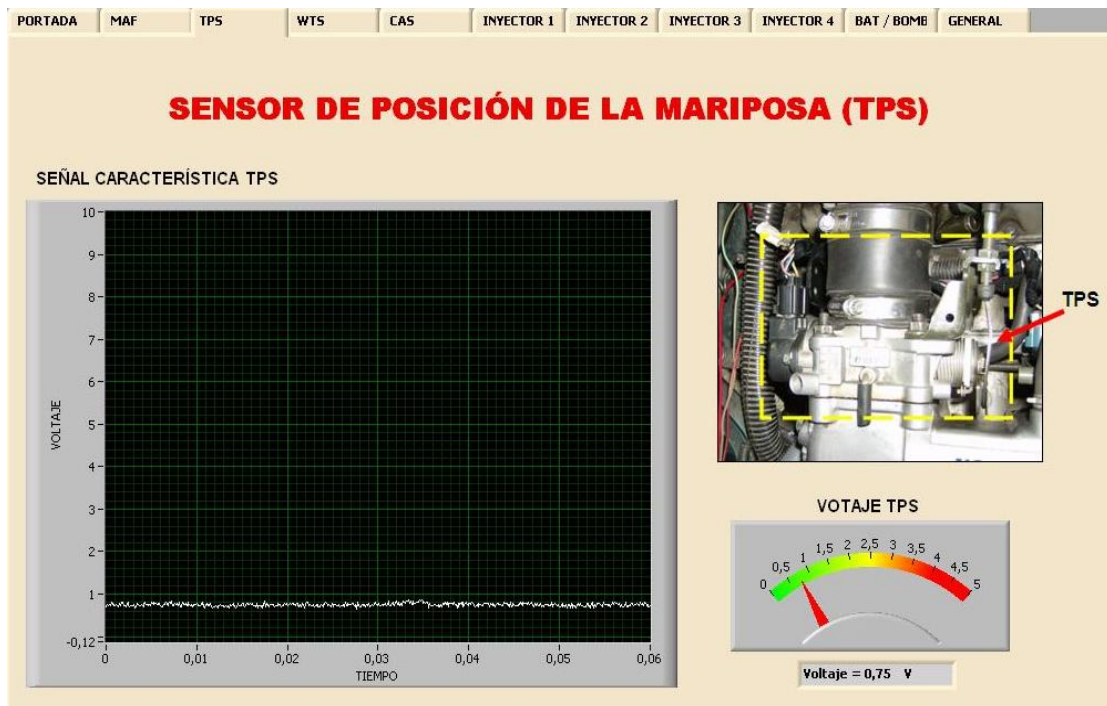 PORTADA MAF TPS WTS CAS INYECTOR 1 INYECTOR 2 INYECTOR 3 INYECTOR 4 BAT / BOMB GENERAL
SENSOR DE POSICIÓN DE LA MARIPOSA (TPS)
SEÑAL CARACTERÍSTICA TPS
10
9
8
7
6
5
4
3
2
1
-0,12
VOLTAJE
0 0,01 0,02 0,03 0,04 0,05 0,06
TIEMPO
TPS
VOTAJE TPS
0 0,5 1 1,5 2 2,5 3 3,5 4 4,5 5
Voltaje = 0,75 V